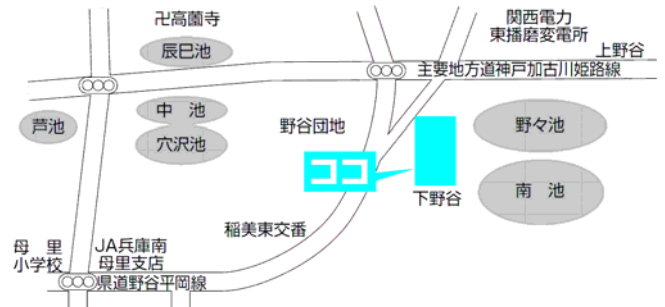 卍高薗寺
関西電力
東播磨変電所
辰巳池
上野谷
主要地方道神戸加古川姫路線
中 池
芦池
野谷団地
野々池
穴沢池
ココ
南 池
下野谷
稲美東交番
母 里
小学校
JA兵庫南
母里支店
県道野谷平岡線